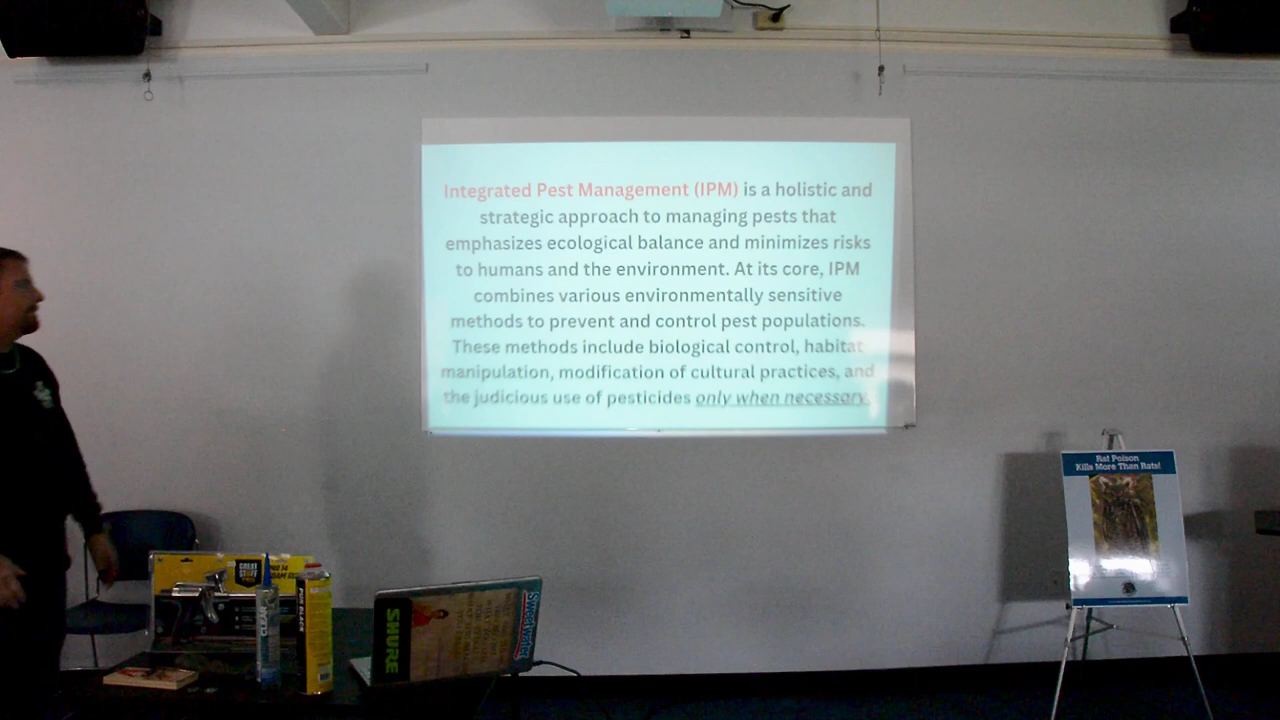 Integrated Pest Management (IPM) is a holistic and
strategic approach to managing pests that
emphasizes ecological balance and minimizes risks
to humans and the environment. At its core, IPM
combines various environmentally sensitive
methods to prevent and control pest populations.
These methods include biological control, habitat
manipulation, modification of cultural practices, and
the judicious use of pesticides only when necessary.
Rat Poison
Kills More Than Rats!
GREAT
STUFF
CLEAR
SHURE
Sweetwater